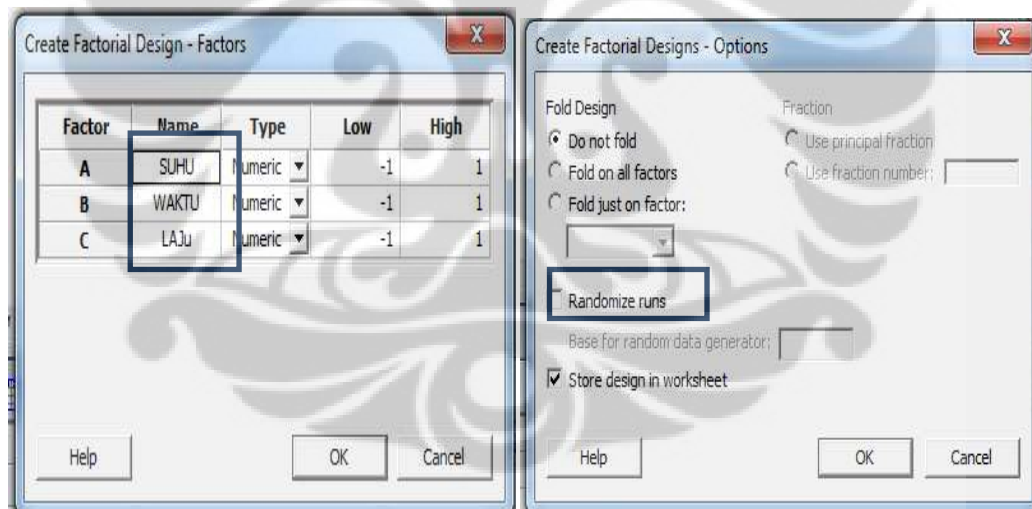 Create Factorial Design - Factors
Factor Name Type Low High
A SUHU Numeric -1 1
B WAKTU Numeric -1 1
C LAJu Numeric -1 1
Help OK Cancel
Create Factorial Designs - Options
Fold Design
Do not fold
Fold on all factors
Fold just on factor:
Fraction
Use principal fraction
Use fraction number:
Randomize runs
Base for random data generator:
Store design in worksheet
Help OK Cancel